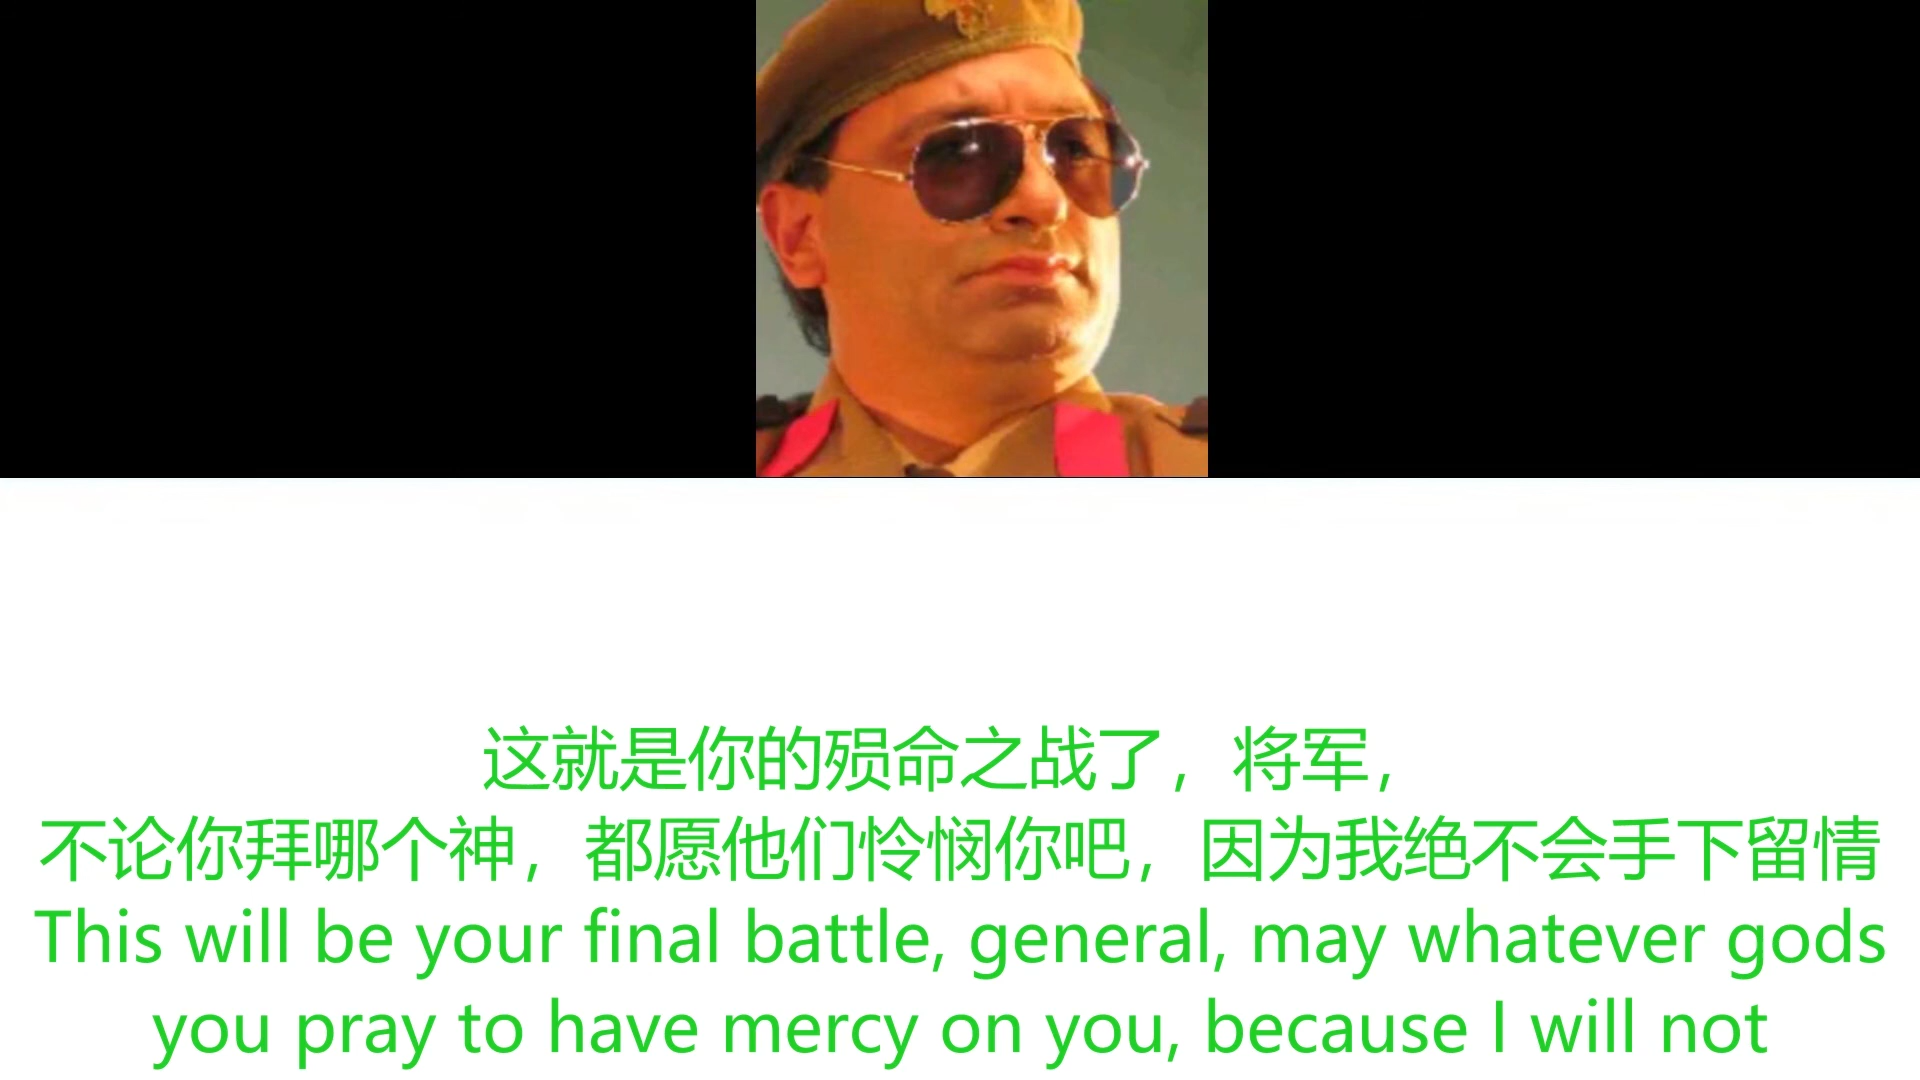 这就是你的殒命之战了，将军，
不论你拜哪个神，都愿他们怜悯你吧，因为我绝不会手下留情
This will be your final battle, general, may whatever gods
you pray to have mercy on you, because I will not